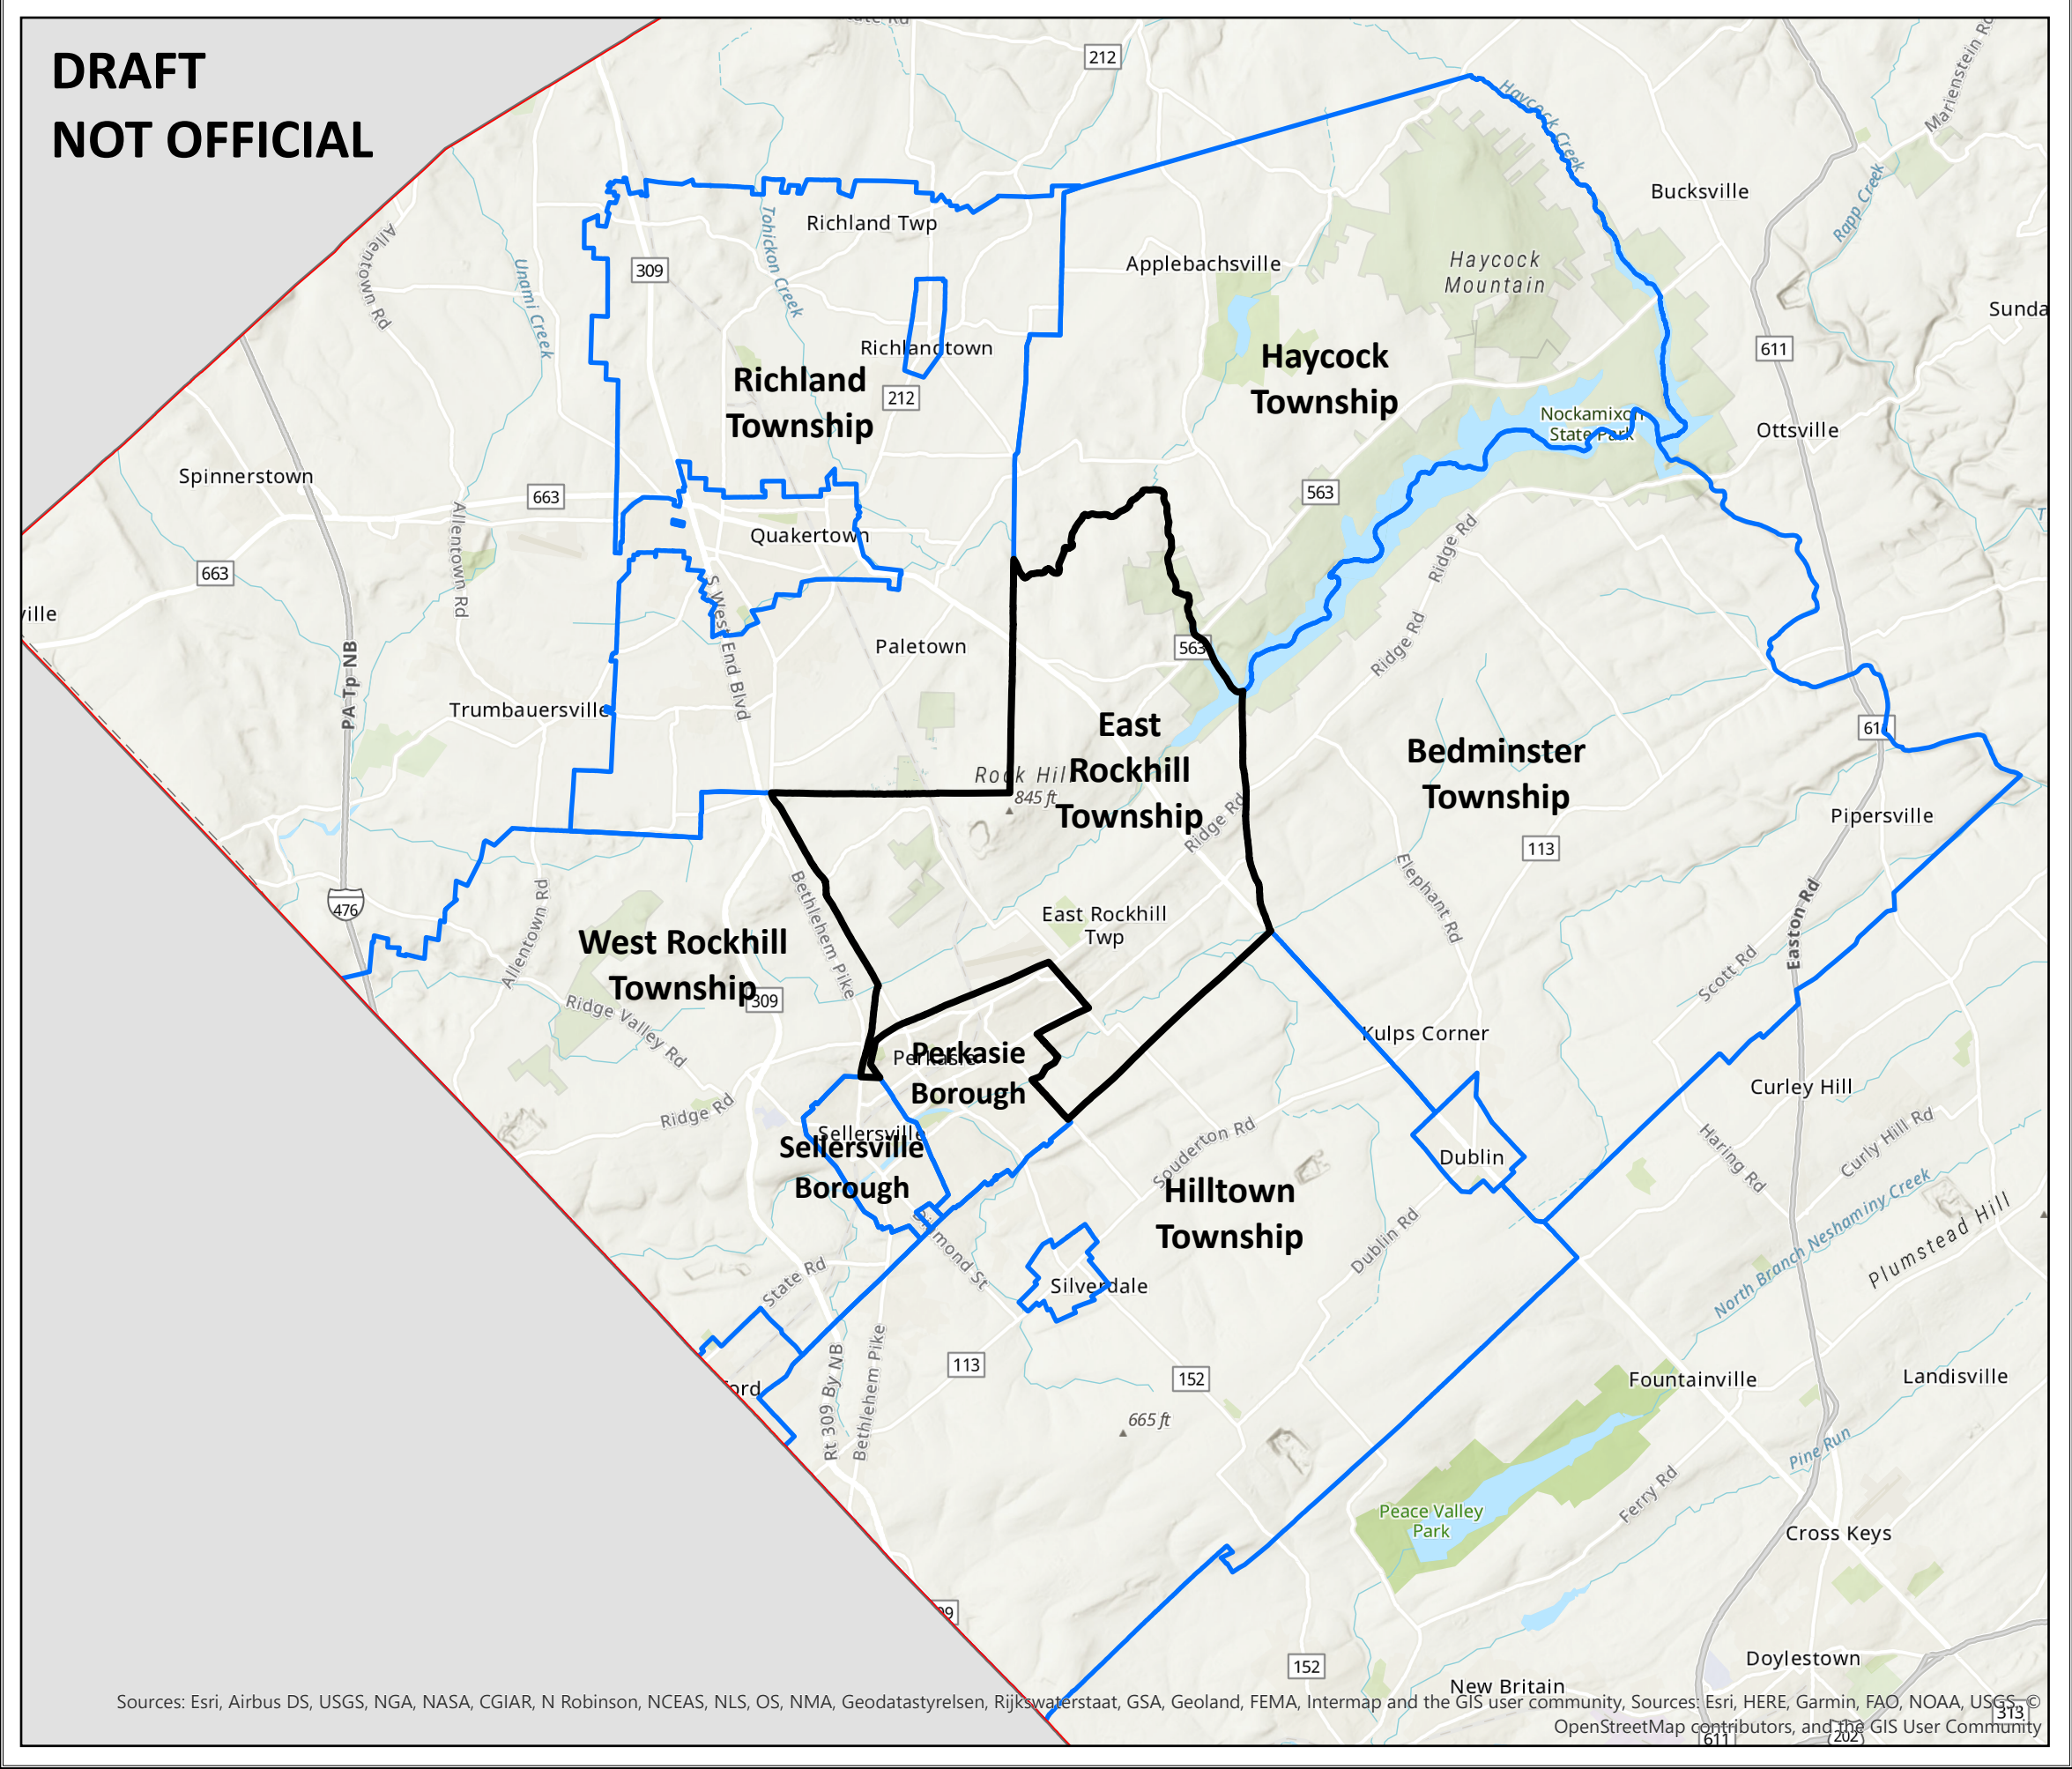 DRAFT
NOT OFFICIAL
212
Haycock Creek
Marienstein Rd
Bucksville
Rapp Creek
Richland Twp
Tohickon Creek
Allentown Rd
309
Unami Creek
Applebachsville
Haycock
Mountain
Sunda
611
Richlandtown
212
Richland
Township
Haycock
Township
Nockamixon
State Park
Ottsville
Spinnerstown
663
Allentown Rd
563
Quakertown
Ridge Rd
663
S West End Blvd
ville
PA Tp NB
Paletown
563
Ridge Rd
Trumbauersville
East
Rockhill
Township
Rock Hill
845 ft
Ridge Rd
Bedminster
Township
61
Pipersville
113
Elephant Rd
Easton Rd
476
Allentown Rd
Bethlehem Pike
East Rockhill
Twp
West Rockhill
Township
309
Ridge Valley Rd
Scott Rd
Kulps Corner
Perkasie
Perkasie
Borough
Ridge Rd
Curley Hill
Sellersville
Sellersville
Borough
Souderton Rd
Dublin
Haring Rd
Curly Hill Rd
Hilltown
Township
North Branch Neshaminy Creek
Plumstead Hill
Dublin Rd
State Rd
Silverdale
113
152
ord
Rt 309 By NB
Bethlehem Pike
Fountainville
Landisville
665 ft
Pine Run
Peace Valley
Park
Ferry Rd
Cross Keys
152
New Britain
Doylestown
Sources: Esri, Airbus DS, USGS, NGA, NASA, CGIAR, N Robinson, NCEAS, NLS, OS, NMA, Geodatastyrelsen, Rijkswaterstaat, GSA, Geoland, FEMA, Intermap and the GIS user community, Sources: Esri, HERE, Garmin, FAO, NOAA, USGS, ©
OpenStreetMap contributors, and the GIS User Community
313
611
202